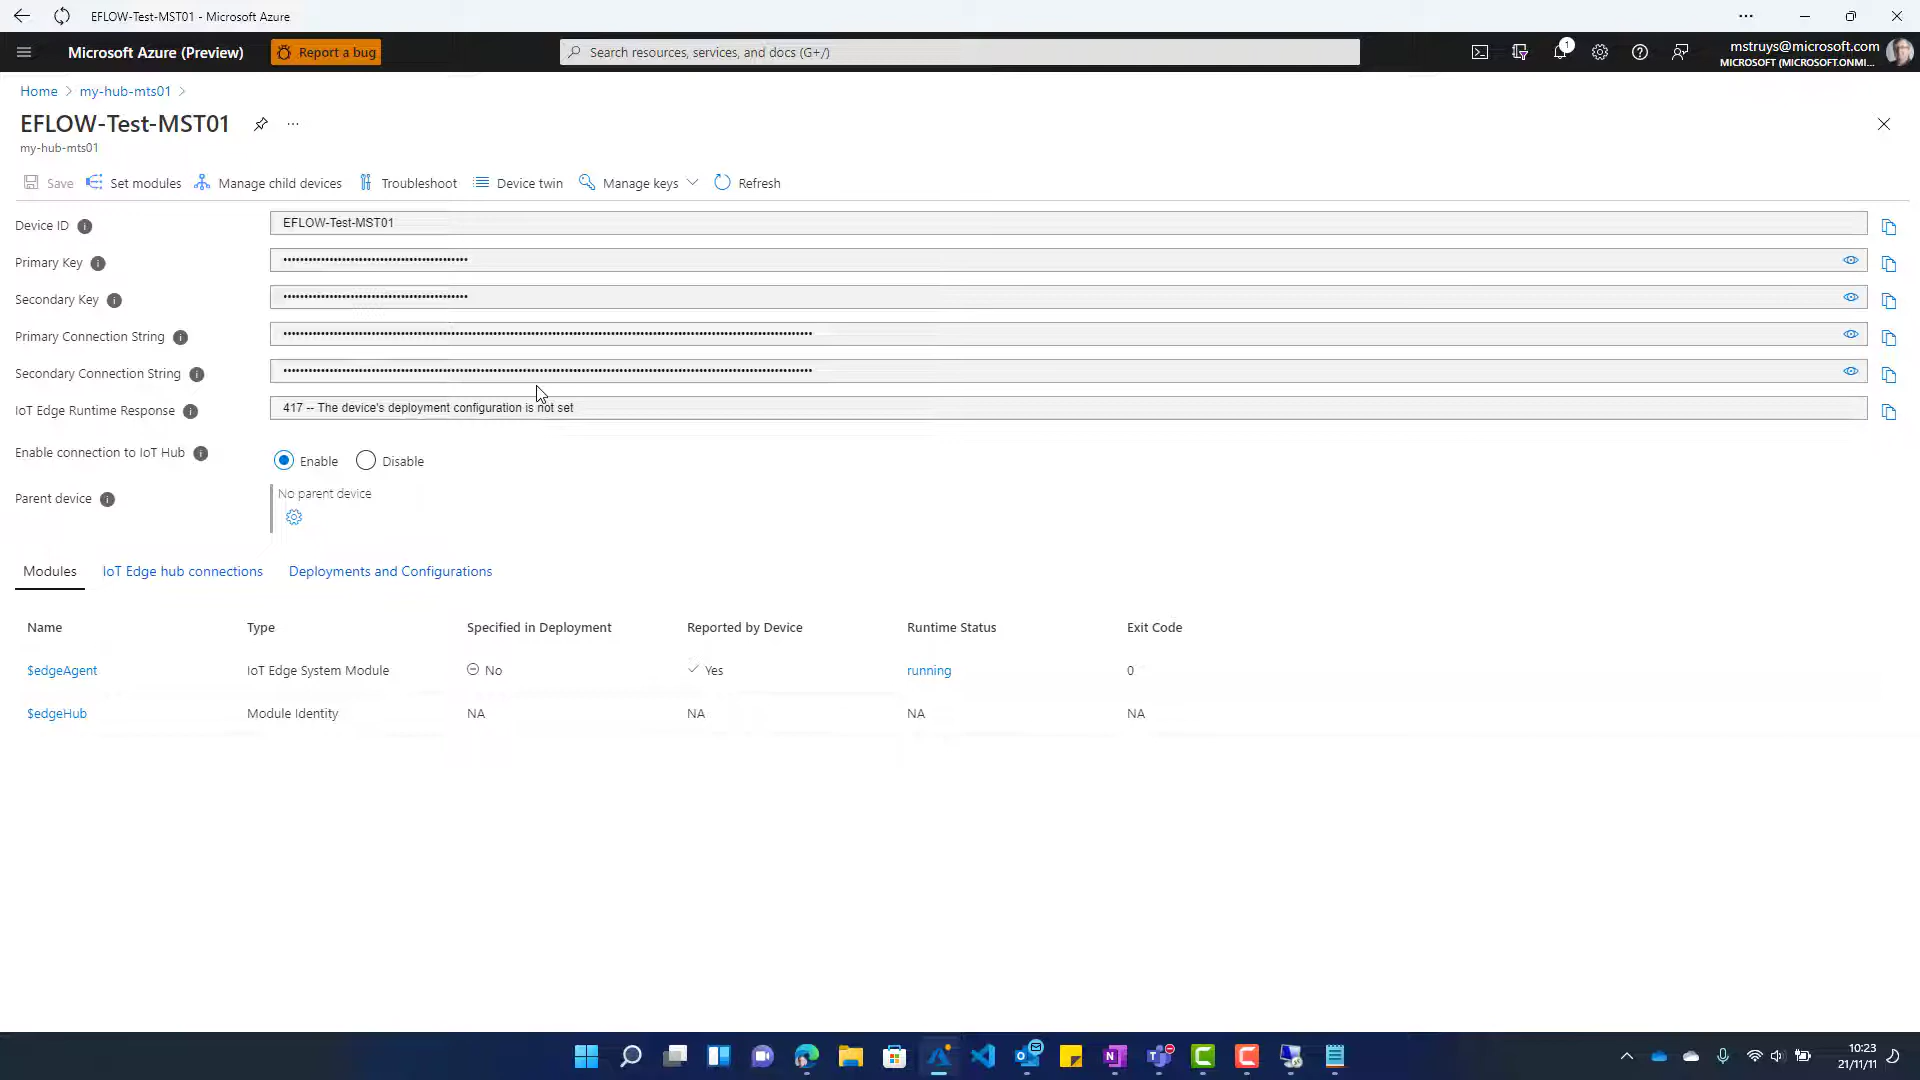 EFLOW-Test-MST01 - Microsoft Azure
Microsoft Azure (Preview)
Report a bug
Search resources, services, and docs (G+/)
1
mstruys@microsoft.com
MICROSOFT (MICROSOFT.ONMI...
Home > my-hub-mts01 >
EFLOW-Test-MST01
my-hub-mts01
Save
Set modules
Manage child devices
Troubleshoot
Device twin
Manage keys
Refresh
Device ID
EFLOW-Test-MST01
Primary Key
Secondary Key
Primary Connection String
Secondary Connection String
IoT Edge Runtime Response
417 -- The device's deployment configuration is not set
Enable connection to IoT Hub
Enable
Disable
Parent device
No parent device
Modules
IoT Edge hub connections
Deployments and Configurations
Name Type Specified in Deployment Reported by Device Runtime Status Exit Code
$edgeAgent IoT Edge System Module No Yes running 0
$edgeHub Module Identity NA NA NA NA
10:23
21/11/11